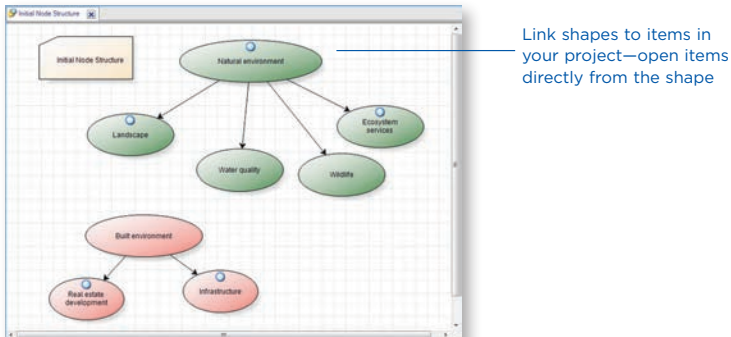 Initial Node Structure
Initial Node Structure
Natural environment
Link shapes to items in
your project—open items
directly from the shape
Landscape
Ecosystem
services
Water quality
Wildlife
Built environment
Real estate
development
Infrastructure